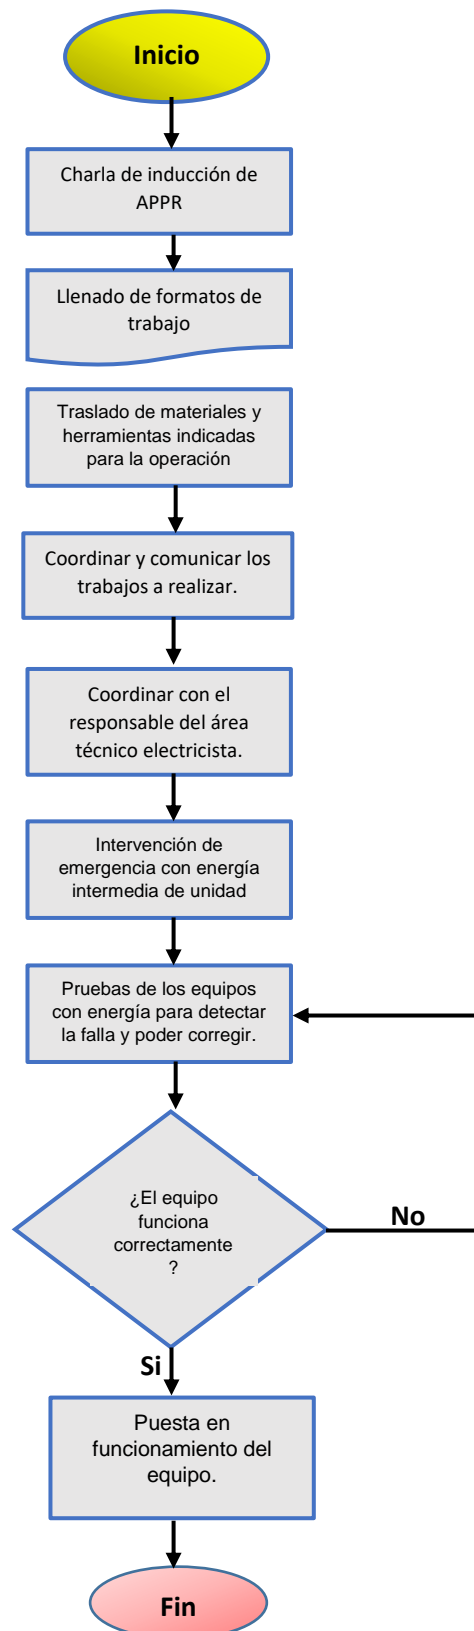 Inicio
Charla de inducción de
APPR
Llenado de formatos de
trabajo
Traslado de materiales y
herramientas indicadas
para la operación
Coordinar y comunicar los
trabajos a realizar.
Coordinar con el
responsable del área
técnico electricista.
Intervención de
emergencia con energía
intermedia de unidad
Pruebas de los equipos
con energía para detectar
la falla y poder corregir.
¿El equipo
funciona
correctamente
?
No
Si
Puesta en
funcionamiento del
equipo.
Fin